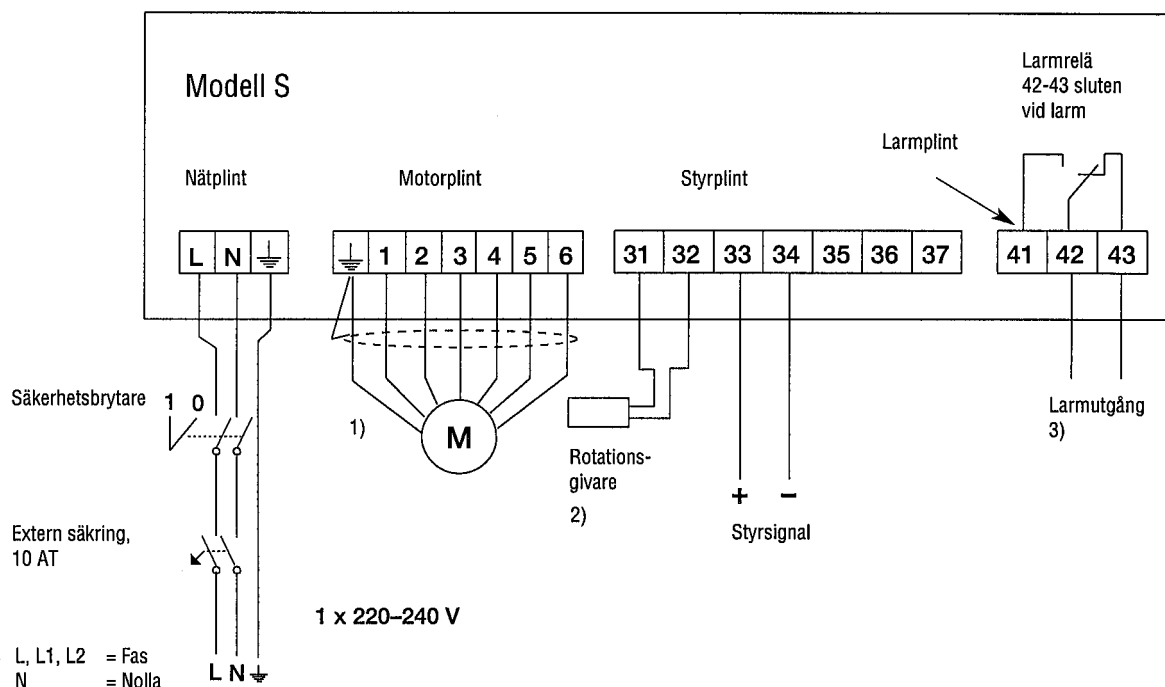 Modell S
Larmrelä
42-43 sluten
vid larm
Larmplint
Nätplint
Motorplint
Styrplint
L N
1 2 3 4 5 6
31 32 33 34 35 36 37
41 42 43
Säkerhetsbrytare
1 0
1)
M
Rotations-
givare
2)
+ −
Styrsignal
Larmutgång
3)
Extern säkring,
10 AT
1 x 220–240 V
L, L1, L2 = Fas
N = Nolla
L N